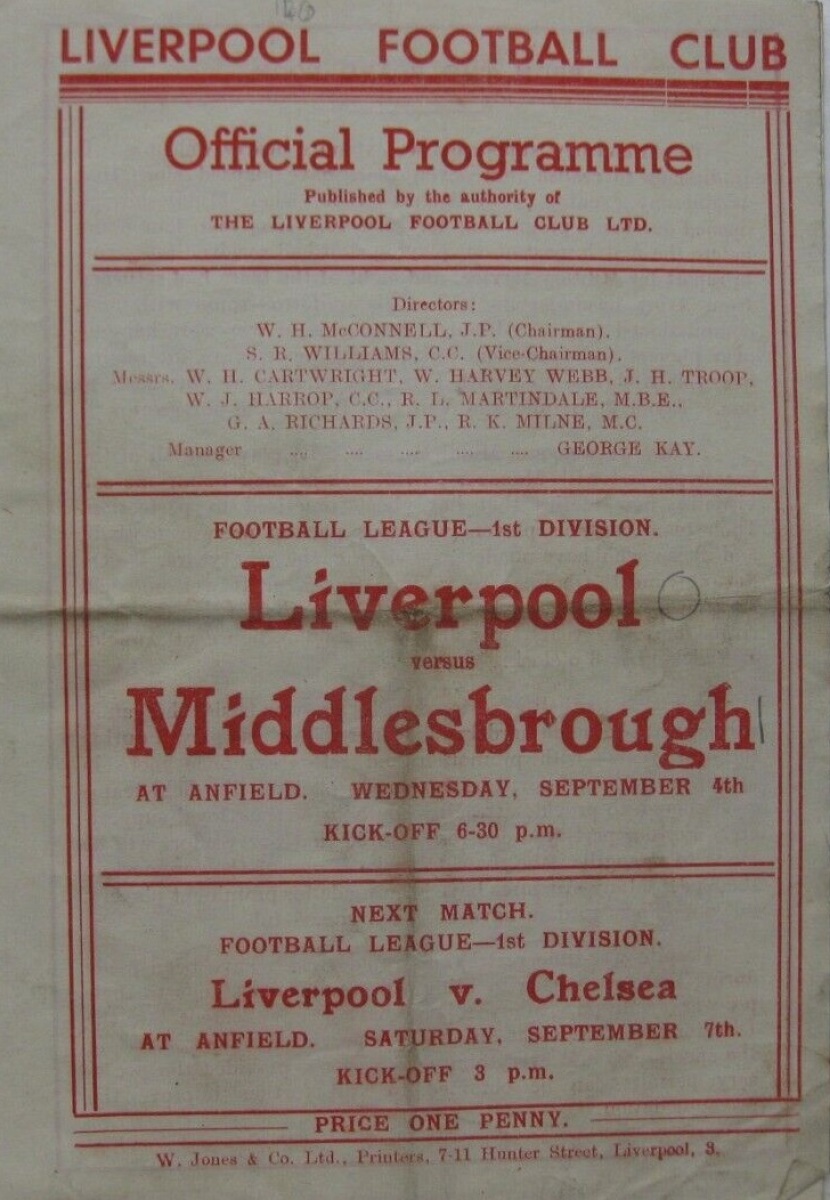 46
LIVERPOOL FOOTBALL CLUB
Official Programme
Published by the authority of
THE LIVERPOOL FOOTBALL CLUB LTD.
Directors:
W. H. McCONNELL, J.P. (Chairman).
S. R. WILLIAMS, C.C. (Vice-Chairman).
Messrs. W. H. CARTWRIGHT, W. HARVEY WEBB, J. H. TROOP,
W. J. HARROP, C.C., R. L. MARTINDALE, M.B.E.,
G. A. RICHARDS, J.P., R. K. MILNE, M.C.
Manager .... .... .... .... .... GEORGE KAY.
FOOTBALL LEAGUE—1st DIVISION.
Liverpool 0
versus
Middlesbrough 1
AT ANFIELD. WEDNESDAY, SEPTEMBER 4th
KICK-OFF 6-30 p.m.
NEXT MATCH.
FOOTBALL LEAGUE—1st DIVISION.
Liverpool v. Chelsea
AT ANFIELD. SATURDAY, SEPTEMBER 7th.
KICK-OFF 3 p.m.
PRICE ONE PENNY.
W. Jones & Co. Ltd., Printers, 7-11 Hunter Street, Liverpool, 3.